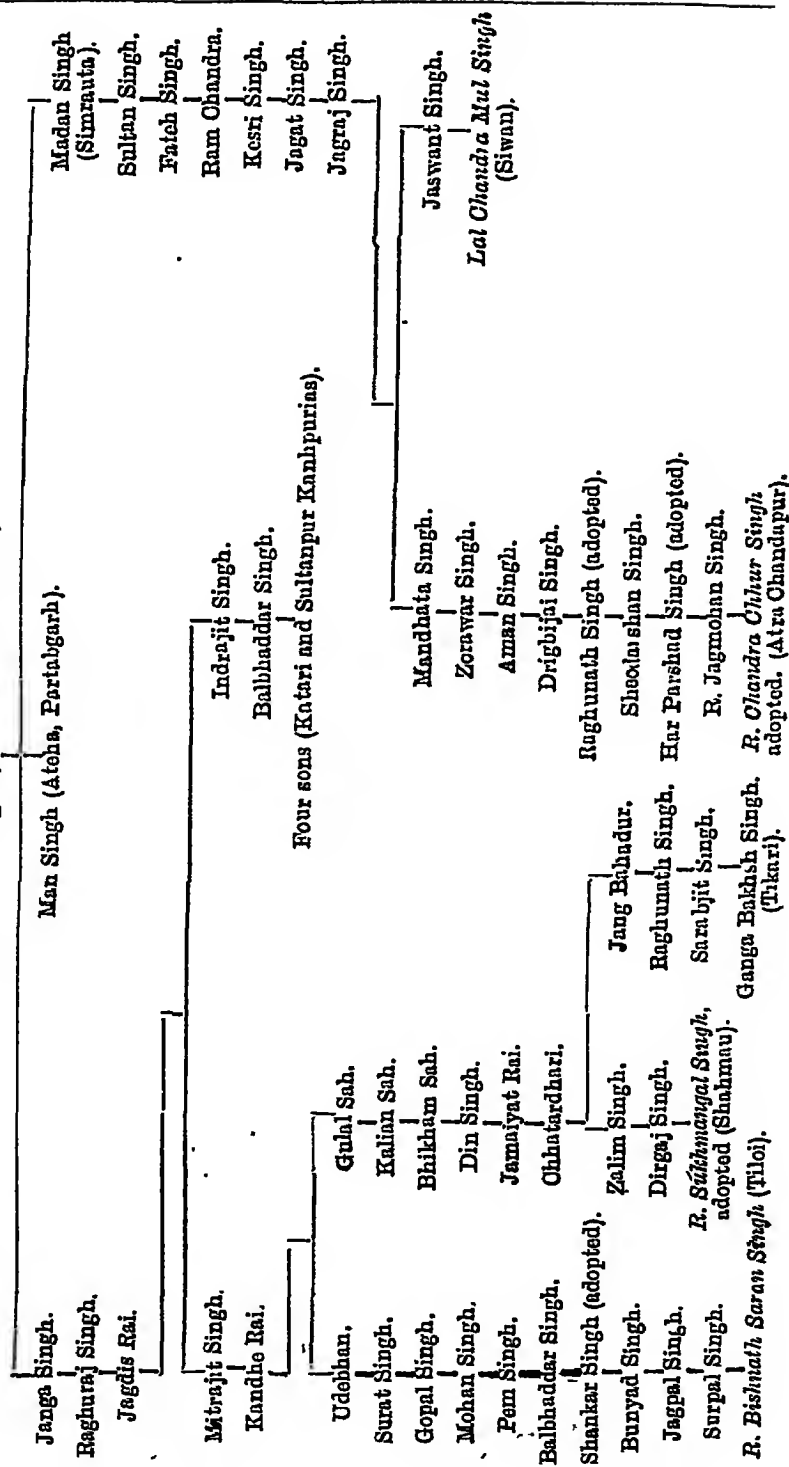 Man Singh (Ateha, Partabgarh).
Janga Singh.
Raghuraj Singh.
Jagdis Rai.
Madan Singh
(Simrauta).
Sultan Singh.
Fateh Singh.
Ram Chandra.
Kesri Singh.
Jagat Singh.
Jagraj Singh.
Mitrajit Singh.
Kandhe Rai.
Indrajit Singh.
Balbhaddar Singh.
Four sons (Katari and Sultanpur Kanhpurias).
Udebhan.
Surat Singh.
Gopal Singh.
Mohan Singh.
Pem Singh.
Balbhaddar Singh.
Shankar Singh (adopted).
Bunyad Singh.
Jagpal Singh.
Surpal Singh.
R. Bishnath Saran Singh (Tiloi).
Gulal Sah.
Kalian Sah.
Bhikham Sah.
Din Singh.
Jamaiyat Rai.
Chhatardhari.
Zalim Singh.
Dirgaj Singh.
R. Súkhmangal Singh,
adopted (Shahmau).
Jang Bahadur.
Raghunath Singh.
Sarabjit Singh.
Ganga Bakhsh Singh.
(Tikari).
Mandhata Singh.
Zorawar Singh.
Aman Singh.
Drigbijai Singh.
Raghunath Singh (adopted).
Sheodarshan Singh.
Har Parshad Singh (adopted).
R. Jagmohan Singh.
R. Chandra Chhur Singh
adopted. (Atra Chandapur).
Jaswant Singh.
Lal Chandra Mul Singh
(Siwan).